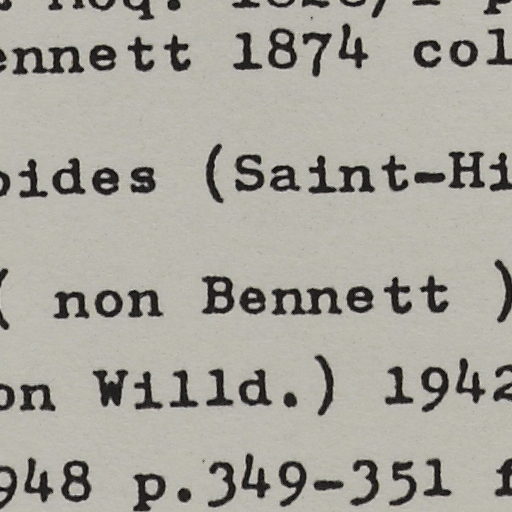 ennett 1874 col
oides (Saint-Hi
( non Bennett )
on Willd.) 1942
948 p.349-351 f